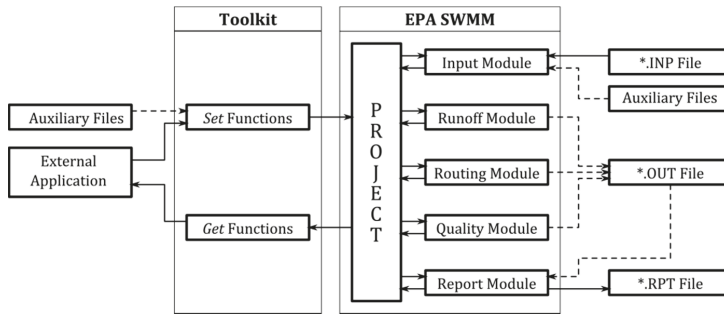 Toolkit
EPA SWMM
Auxiliary Files
External
Application
Set Functions
Get Functions
PROJECT
Input Module
Runoff Module
Routing Module
Quality Module
Report Module
*.INP File
Auxiliary Files
*.OUT File
*.RPT File